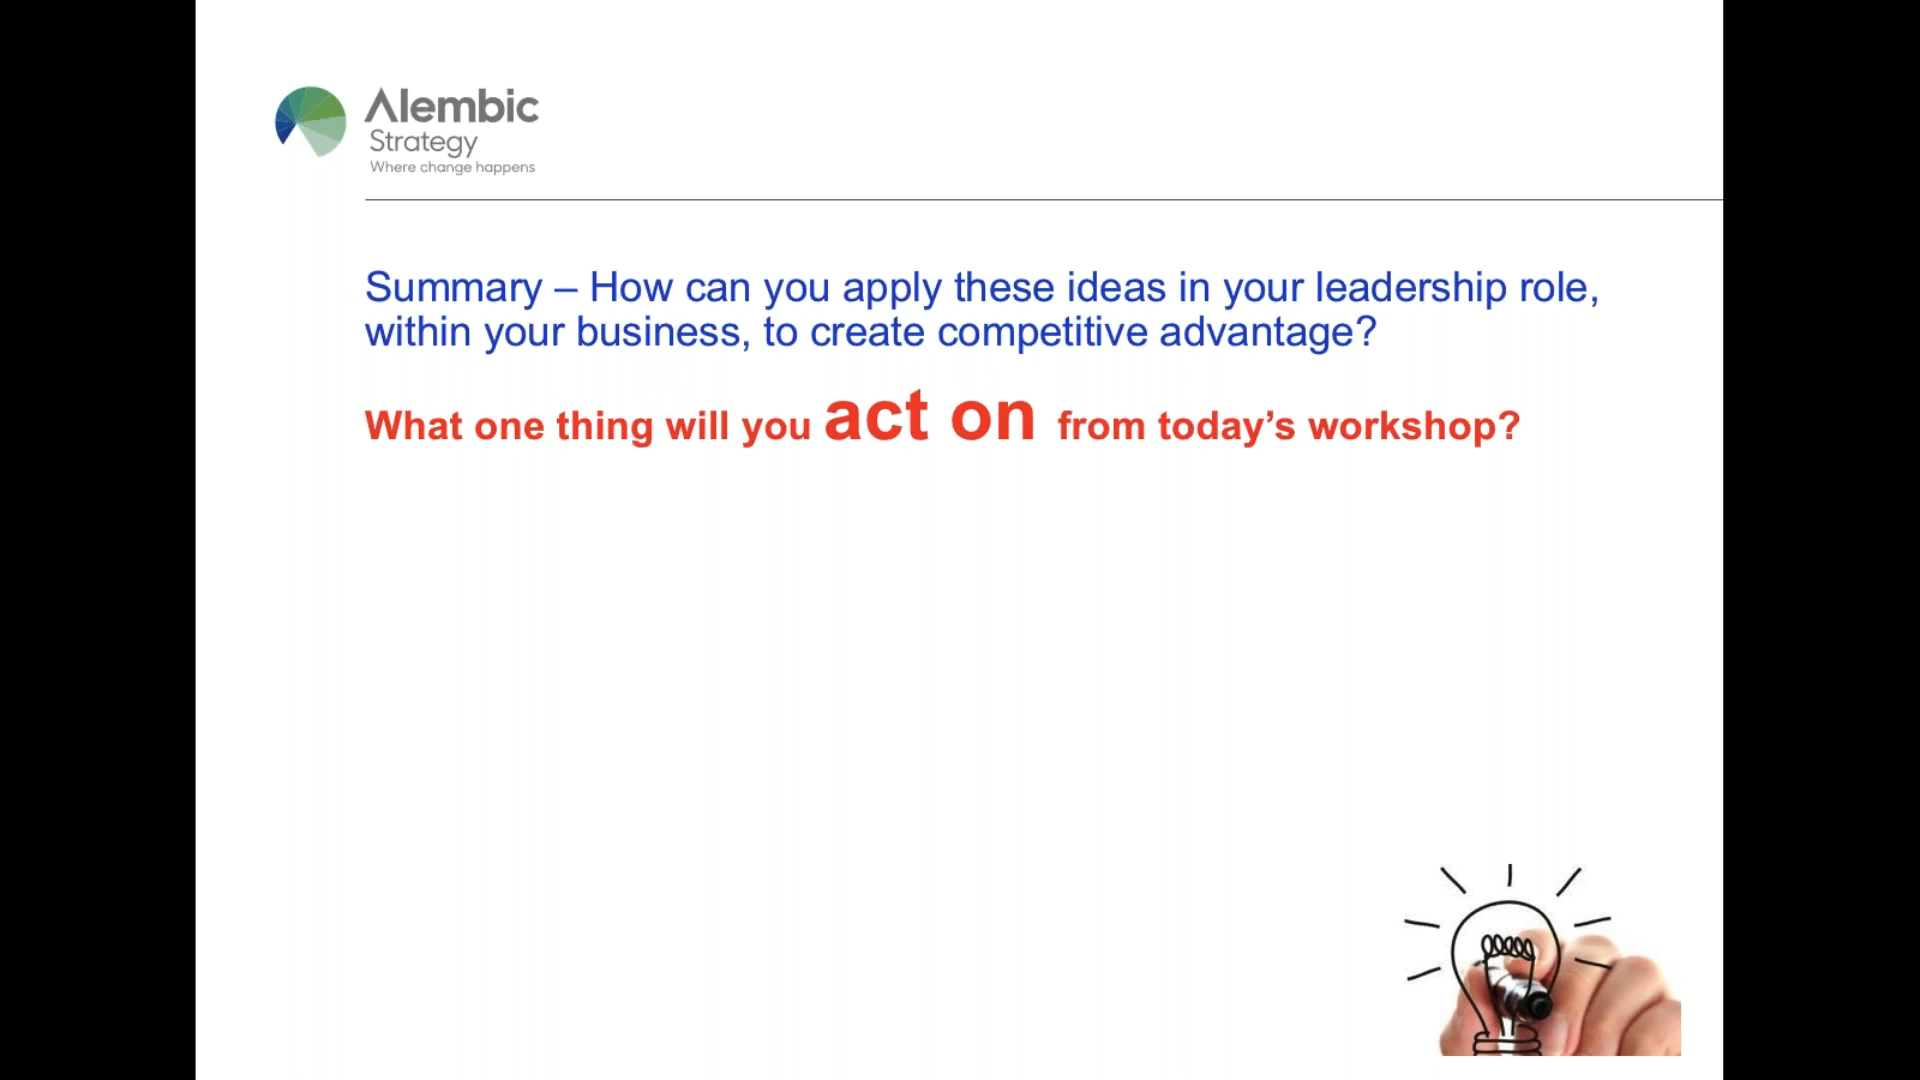 Alembic
Strategy
Where change happens
Summary – How can you apply these ideas in your leadership role,
within your business, to create competitive advantage?
What one thing will you act on from today’s workshop?